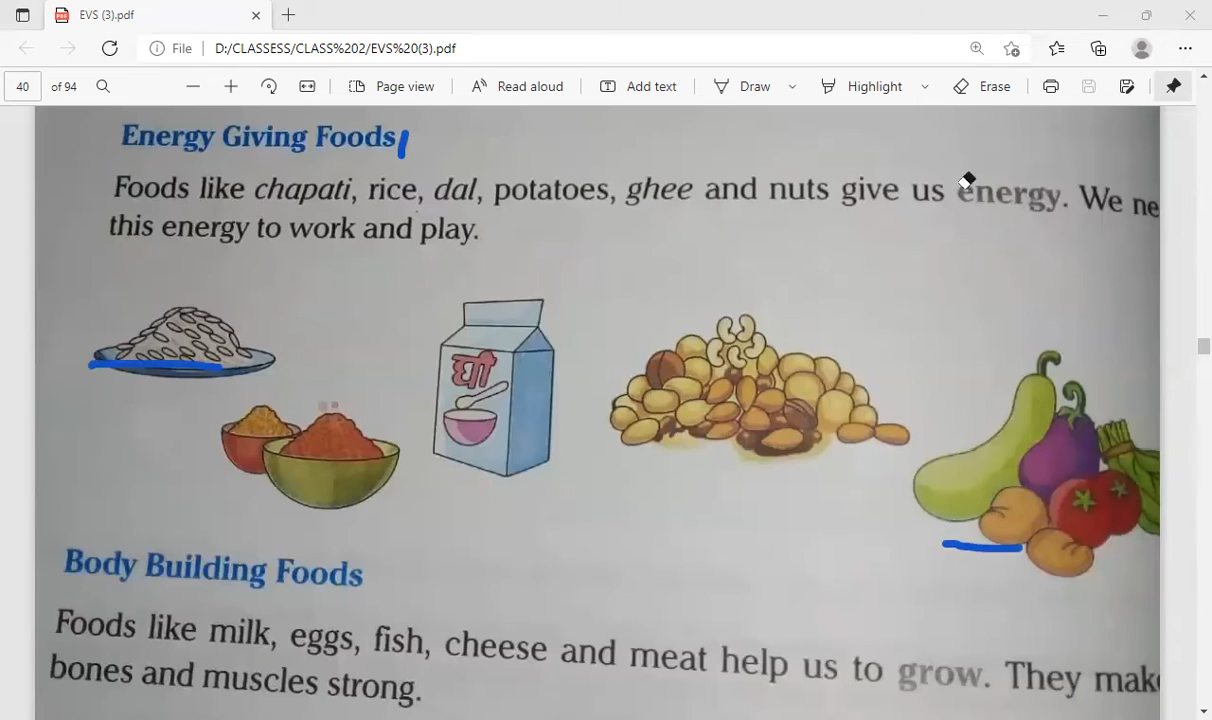 EVS (3).pdf
File D:/CLASSESS/CLASS%202/EVS%20(3).pdf
40 of 94 Page view Read aloud Add text Draw Highlight Erase
Energy Giving Foods
Foods like chapati, rice, dal, potatoes, ghee and nuts give us energy. We ne
this energy to work and play.
घी
Body Building Foods
Foods like milk, eggs, fish, cheese and meat help us to grow. They mak
bones and muscles strong.